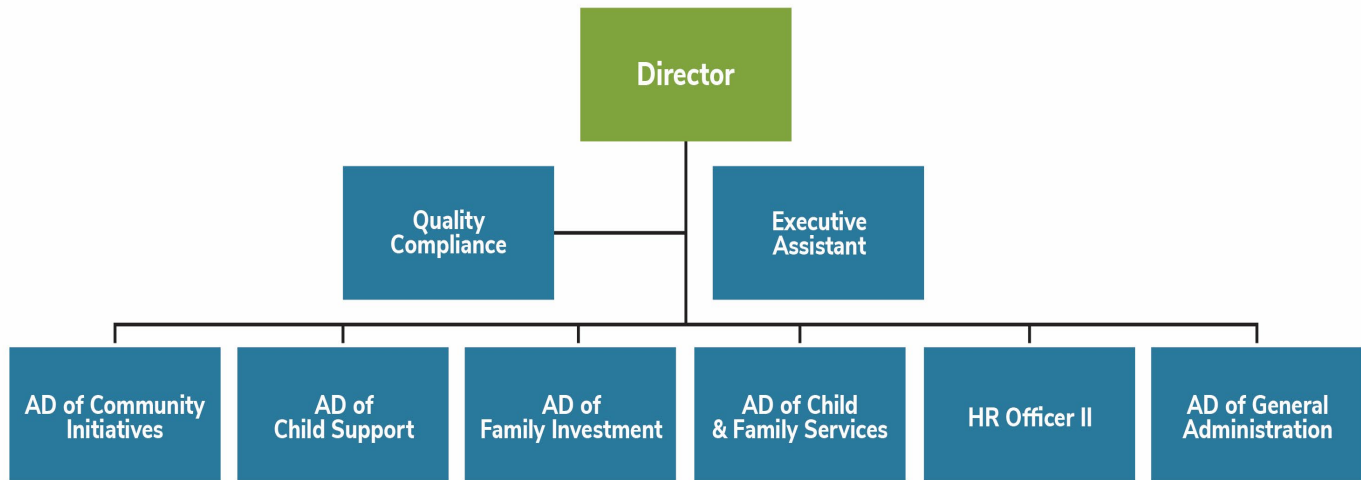 Director
Quality
Compliance
Executive
Assistant
AD of Community
Initiatives
AD of
Child Support
AD of
Family Investment
AD of Child
& Family Services
HR Officer II
AD of General
Administration